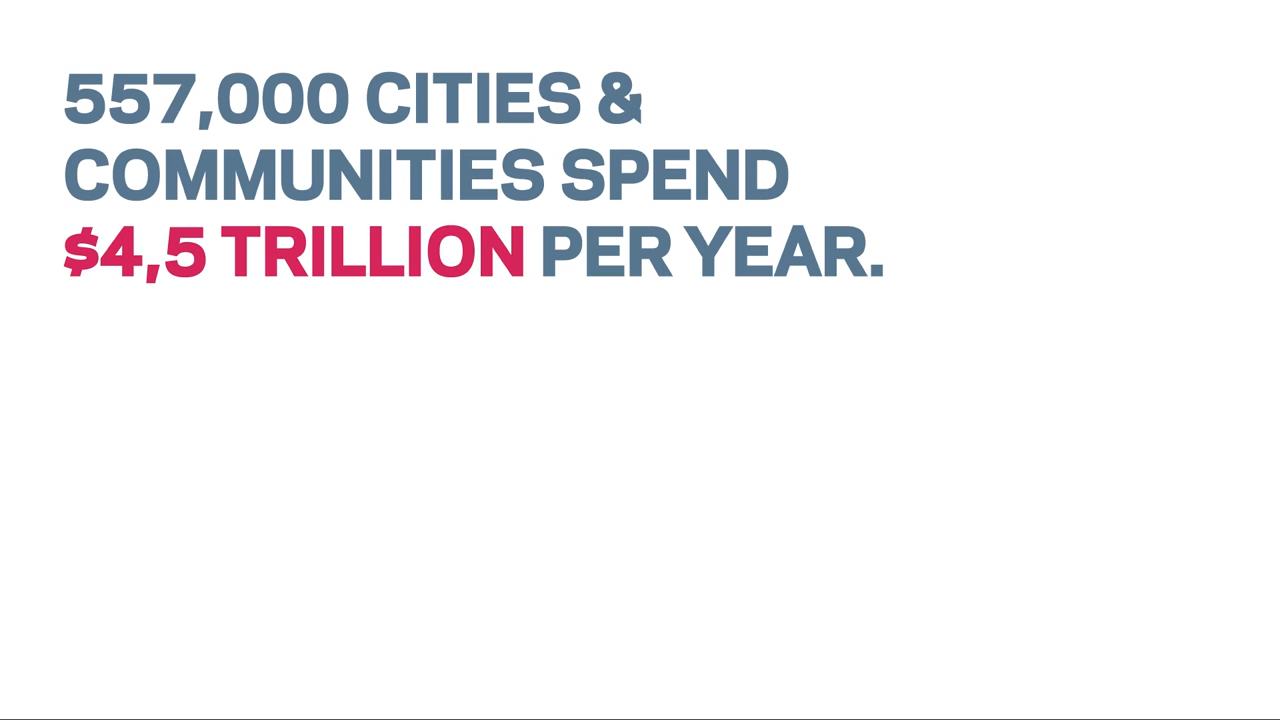 557,000 CITIES &
COMMUNITIES SPEND
$4,5 TRILLION PER YEAR.